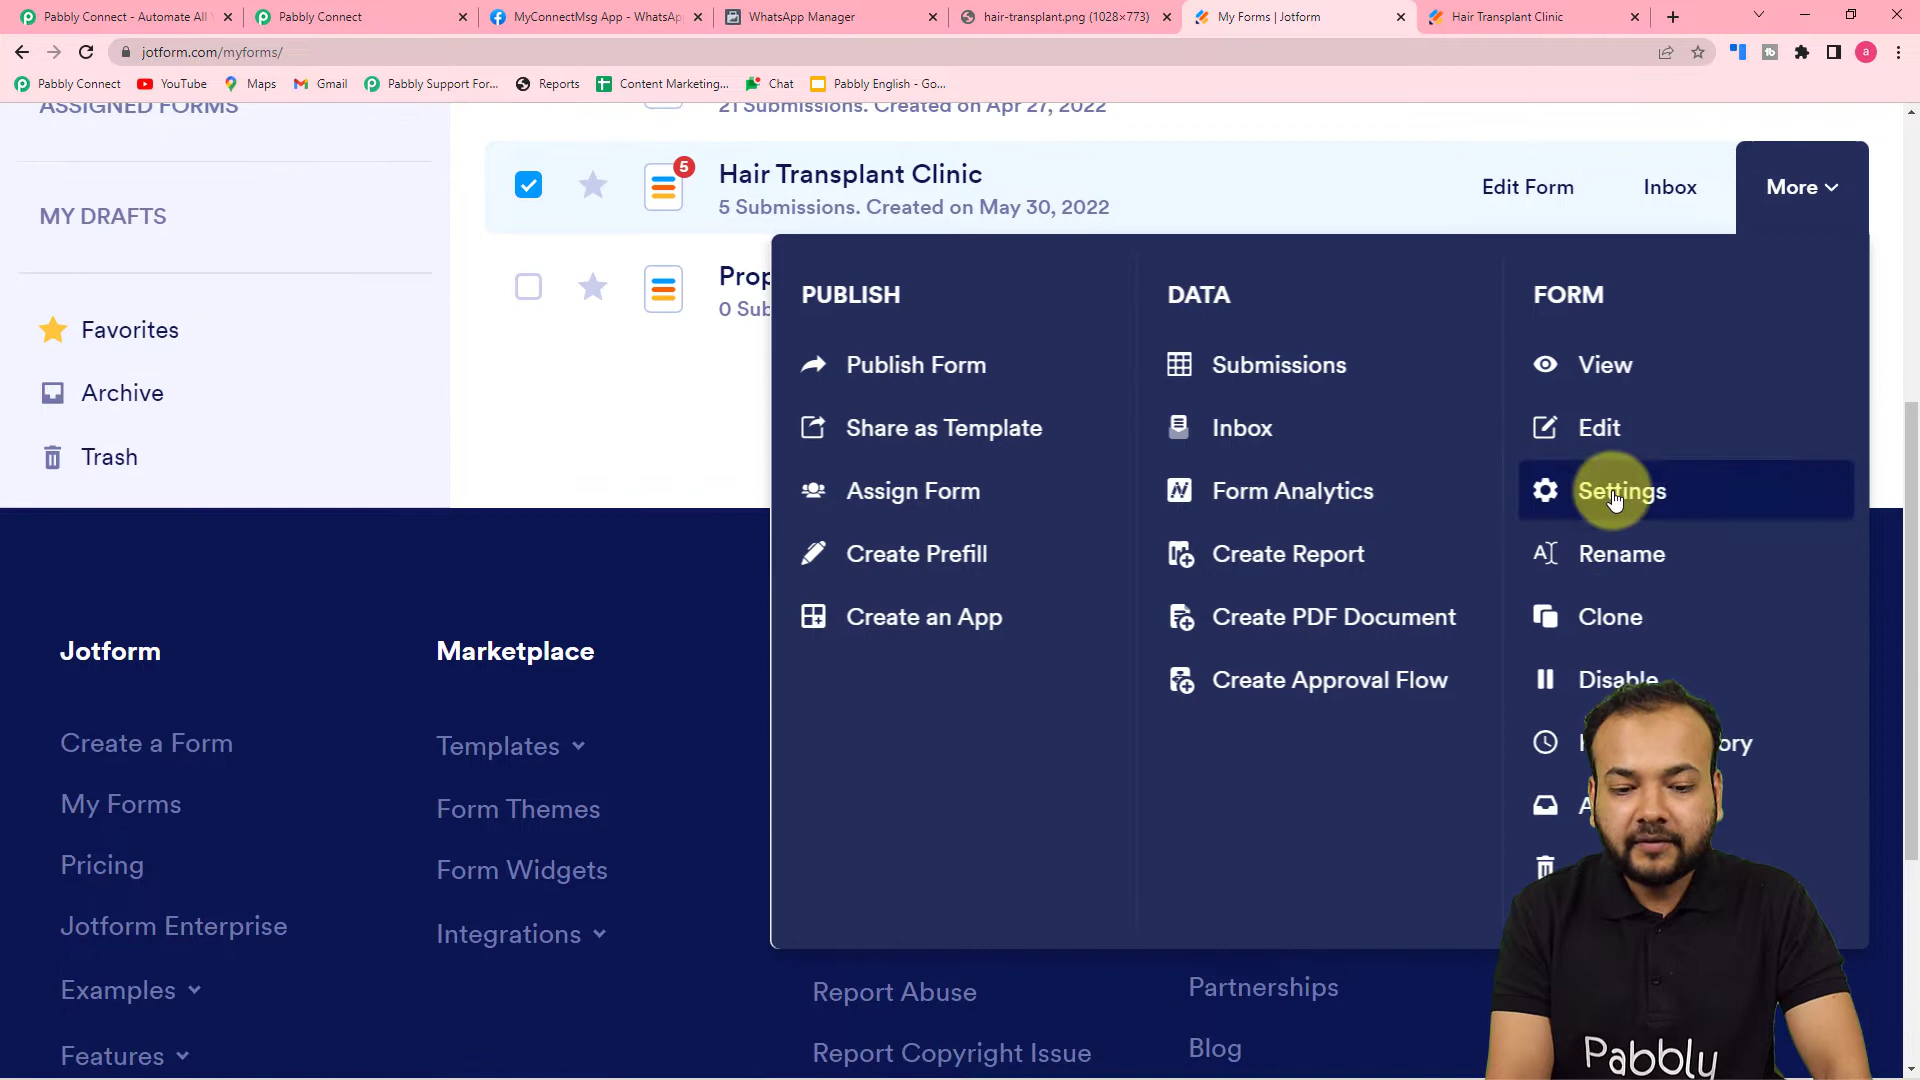 Pabbly Connect - Automate All
Pabbly Connect
MyConnectMsg App - WhatsApp
WhatsApp Manager
hair-transplant.png (1028×773)
My Forms | Jotform
Hair Transplant Clinic
jotform.com/myforms/
a
Pabbly Connect
YouTube
Maps
Gmail
Pabbly Support For...
Reports
Content Marketing...
Chat
Pabbly English - Go...
ASSIGNED FORMS
21 Submissions. Created on Apr 27, 2022
5
Hair Transplant Clinic
5 Submissions. Created on May 30, 2022
Edit Form
Inbox
More
MY DRAFTS
Prop
0 Sub
Favorites
Archive
Trash
PUBLISH
Publish Form
Share as Template
Assign Form
Create Prefill
Create an App
DATA
Submissions
Inbox
Form Analytics
Create Report
Create PDF Document
Create Approval Flow
FORM
View
Edit
Settings
Rename
Clone
Disable
Jotform
Create a Form
My Forms
Pricing
Jotform Enterprise
Examples
Features
Marketplace
Templates
Form Themes
Form Widgets
Integrations
Report Abuse
Report Copyright Issue
Partnerships
Blog
Pabbly